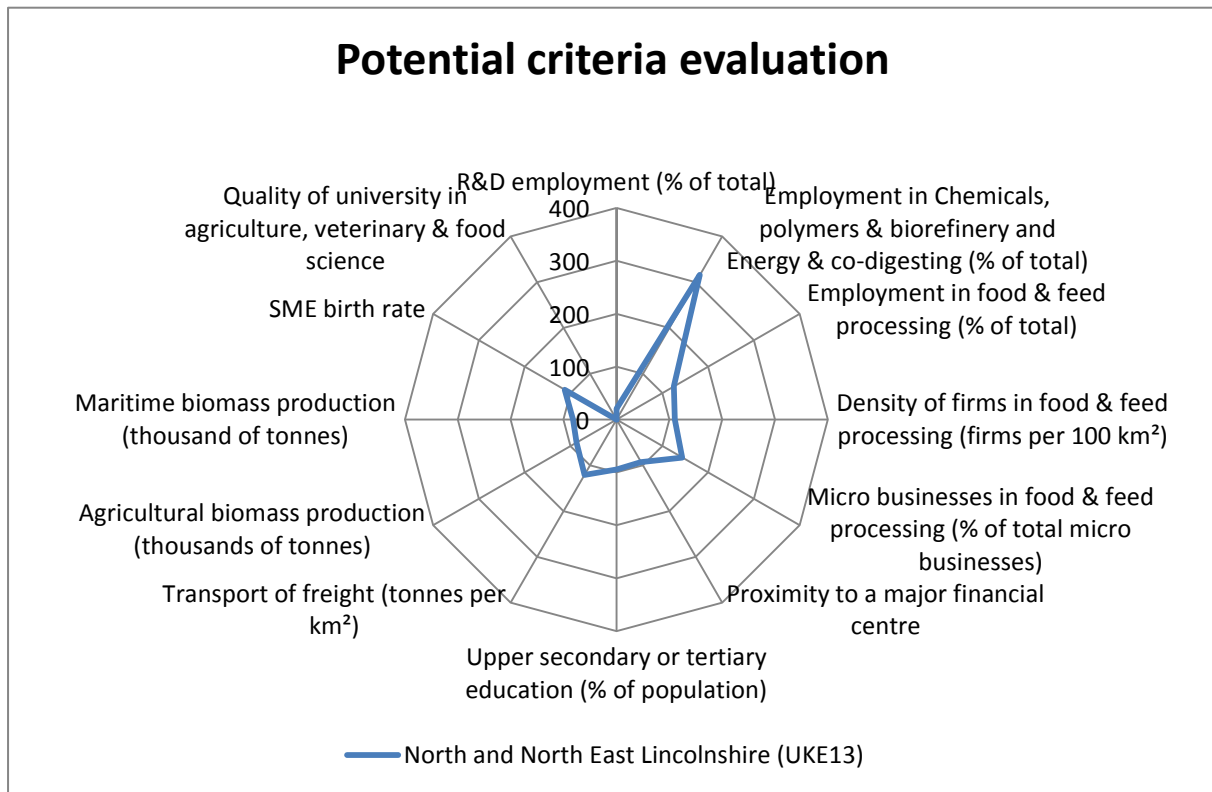 Potential criteria evaluation
R&D employment (% of total)
Employment in Chemicals,
polymers & biorefinery and
Energy & co-digesting (% of total)
Employment in food & feed
processing (% of total)
Density of firms in food & feed
processing (firms per 100 km²)
Micro businesses in food & feed
processing (% of total micro
businesses)
Proximity to a major financial
centre
Upper secondary or tertiary
education (% of population)
Transport of freight (tonnes per
km²)
Agricultural biomass production
(thousands of tonnes)
Maritime biomass production
(thousand of tonnes)
SME birth rate
Quality of university in
agriculture, veterinary & food
science
400
300
200
100
0
North and North East Lincolnshire (UKE13)